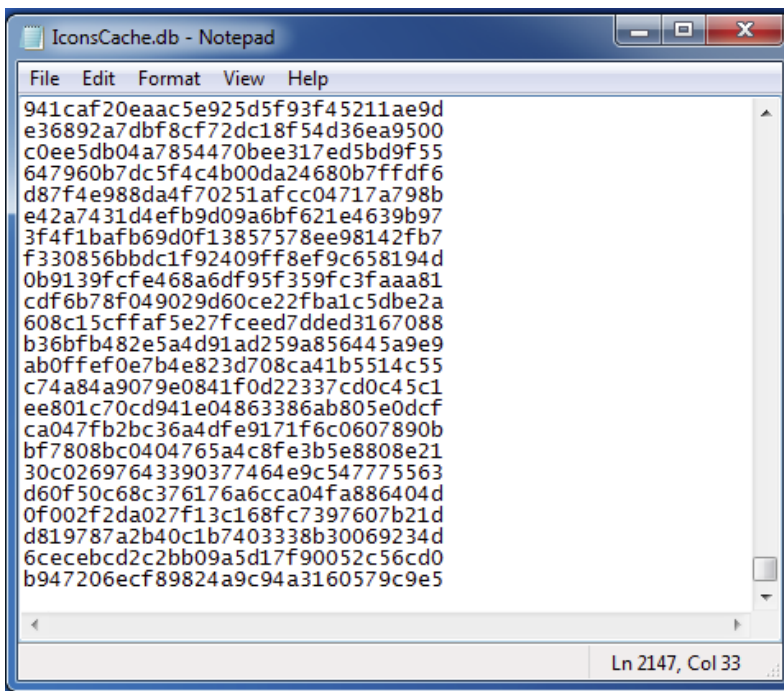 IconsCache.db - Notepad
File Edit Format View Help
941caf20eaac5e925d5f93f45211ae9d
e36892a7dbf8cf72dc18f54d36ea9500
c0ee5db04a7854470bee317ed5bd9f55
647960b7dc5f4c4b00da24680b7ffdf6
d87f4e988da4f70251afcc04717a798b
e42a7431d4efb9d09a6bf621e4639b97
3f4f1bafb69d0f13857578ee98142fb7
f330856bbdc1f92409ff8ef9c658194d
0b9139fcfe468a6df95f359fc3faaa81
cdf6b78f049029d60ce22fba1c5dbe2a
608c15cffaf5e27fceed7dded3167088
b36bfb482e5a4d91ad259a856445a9e9
ab0ffef0e7b4e823d708ca41b5514c55
c74a84a9079e0841f0d22337cd0c45c1
ee801c70cd941e04863386ab805e0dcf
ca047fb2bc36a4dfe9171f6c0607890b
bf7808bc0404765a4c8fe3b5e8808e21
30c02697643390377464e9c547775563
d60f50c68c376176a6cca04fa886404d
0f002f2da027f13c168fc7397607b21d
d819787a2b40c1b7403338b30069234d
6cecebcd2c2bb09a5d17f90052c56cd0
b947206ecf89824a9c94a3160579c9e5
Ln 2147, Col 33